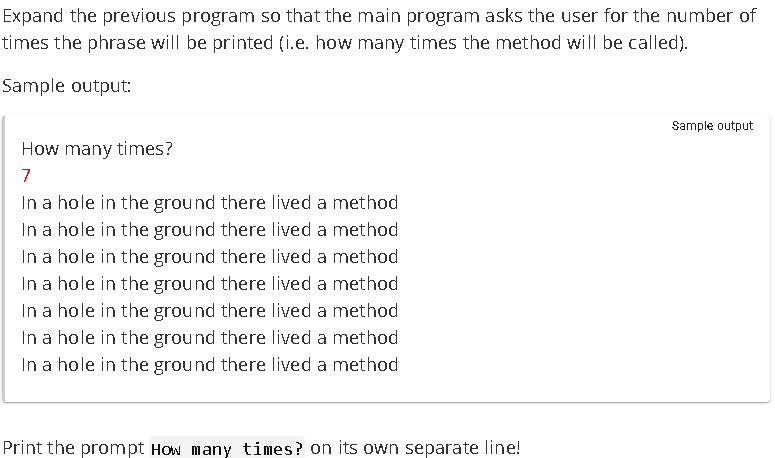 Expand the previous program so that the main program asks the user for the number of
times the phrase will be printed (i.e. how many times the method will be called).
Sample output:
Sample output
How many times?
7
In a hole in the ground there lived a method
In a hole in the ground there lived a method
In a hole in the ground there lived a method
In a hole in the ground there lived a method
In a hole in the ground there lived a method
In a hole in the ground there lived a method
In a hole in the ground there lived a method
Print the prompt How many times? on its own separate line!